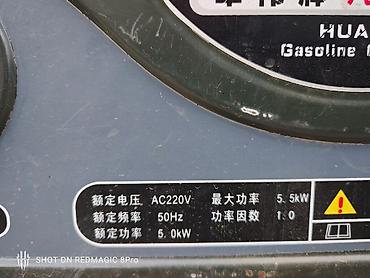 HUA
Gasoline
额定电压 AC220V 最大功率 5.5kW
额定频率 50Hz 功率因数 1.0
额定功率 5.0kW
SHOT ON REDMAGIC 8Pro